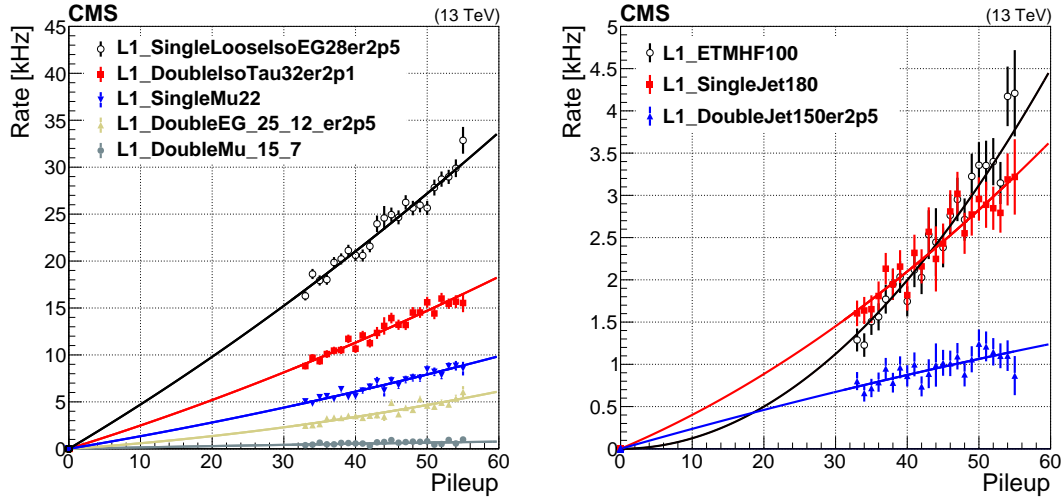 CMS (13 TeV)
Rate [kHz]
45
40
35
30
25
20
15
10
5
0
L1_SingleLooseIsoEG28er2p5
L1_DoubleIsoTau32er2p1
L1_SingleMu22
L1_DoubleEG_25_12_er2p5
L1_DoubleMu_15_7
0 10 20 30 40 50 60
Pileup
CMS (13 TeV)
Rate [kHz]
5
4.5
4
3.5
3
2.5
2
1.5
1
0.5
0
L1_ETMHF100
L1_SingleJet180
L1_DoubleJet150er2p5
0 10 20 30 40 50 60
Pileup